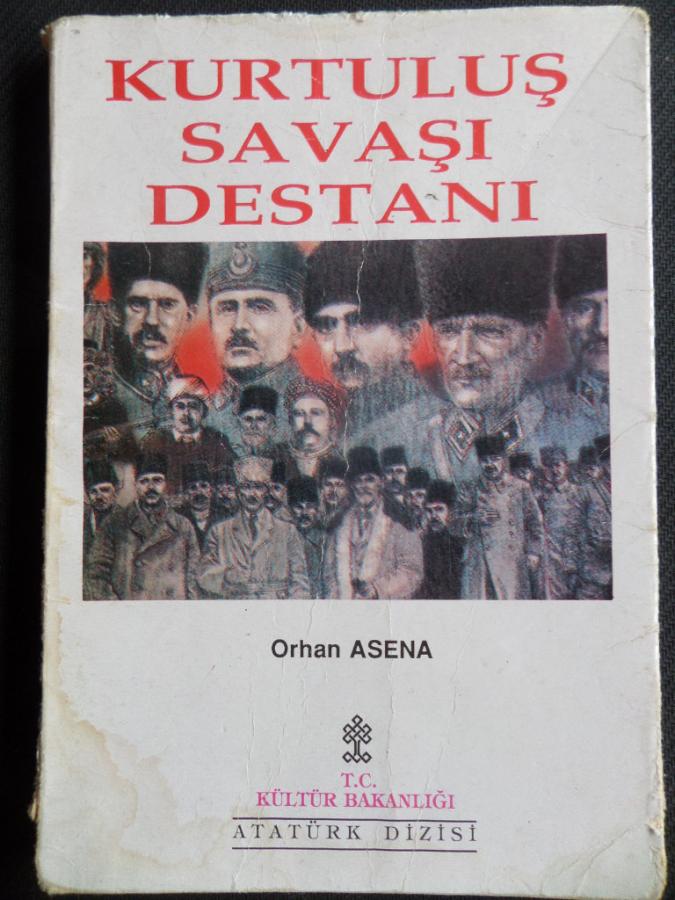 KURTULUŞ
SAVAŞI
DESTANI
Orhan ASENA
T.C.
KÜLTÜR BAKANLIĞI
ATATÜRK DİZİSİ